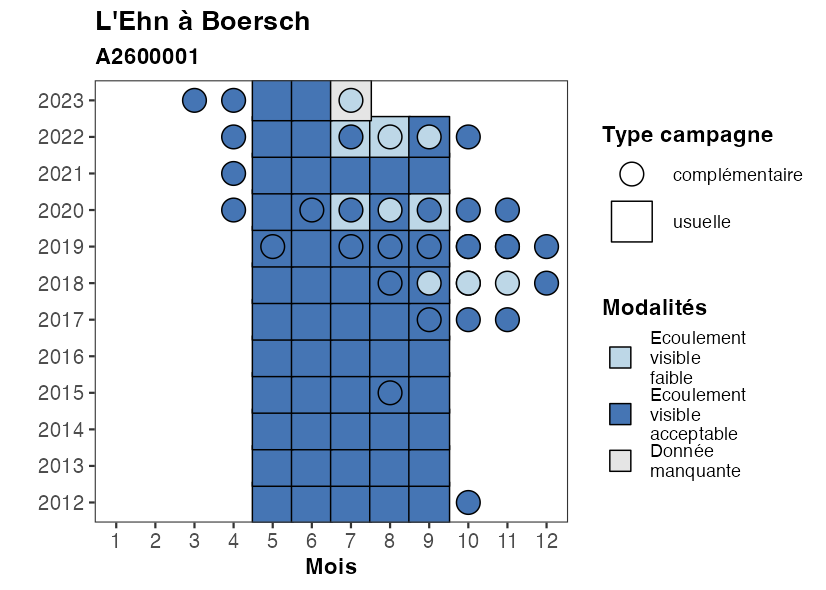 L'Ehn à Boersch
A2600001
2023
2022
2021
2020
2019
2018
2017
2016
2015
2014
2013
2012
1 2 3 4 5 6 7 8 9 10 11 12
Mois
Type campagne
complémentaire
usuelle
Modalités
Ecoulement
visible
faible
Ecoulement
visible
acceptable
Donnée
manquante